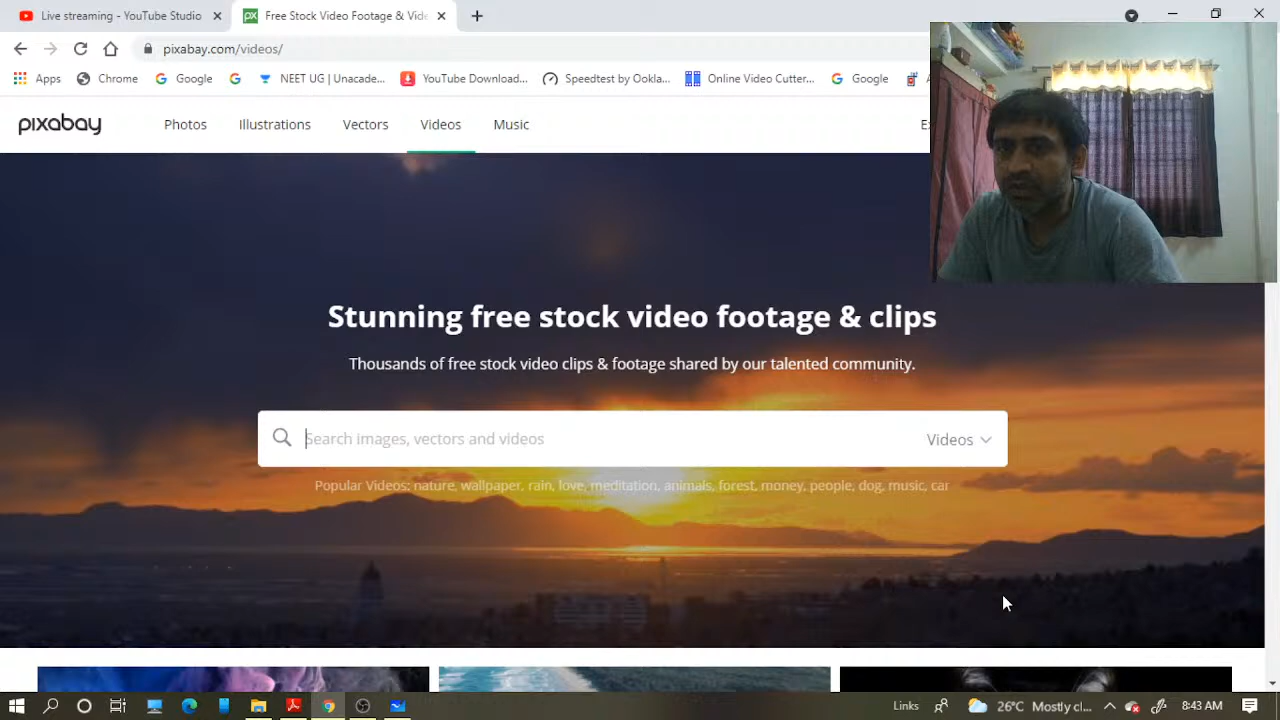 Live streaming - YouTube Studio
Free Stock Video Footage & Vide
pixabay.com/videos/
Apps
Chrome
Google
NEET UG | Unacade...
YouTube Download...
Speedtest by Ookla...
Online Video Cutter...
Google
pixabay
Photos
Illustrations
Vectors
Videos
Music
Stunning free stock video footage & clips
Thousands of free stock video clips & footage shared by our talented community.
Search images, vectors and videos
Videos
Popular Videos: nature, wallpaper, rain, love, meditation, animals, forest, money, people, dog, music, car
Links
26°C Mostly cl...
8:43 AM